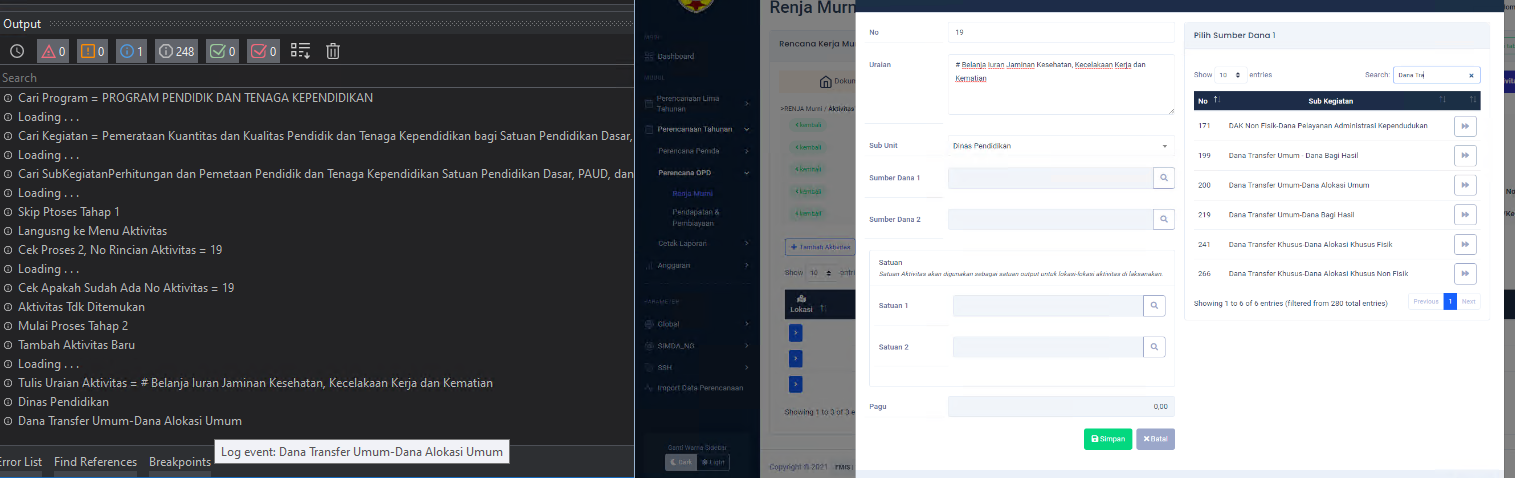 Output
0
0
1
248
0
0
Search
Cari Program = PROGRAM PENDIDIK DAN TENAGA KEPENDIDIKAN
Loading . . .
Cari Kegiatan = Pemerataan Kuantitas dan Kualitas Pendidik dan Tenaga Kependidikan bagi Satuan Pendidikan Dasar,
Loading . . .
Cari SubKegiatanPerhitungan dan Pemetaan Pendidik dan Tenaga Kependidikan Satuan Pendidikan Dasar, PAUD, dan
Loading . . .
Skip Ptoses Tahap 1
Langusng ke Menu Aktivitas
Cek Proses 2, No Rincian Aktivitas = 19
Loading . . .
Cek Apakah Sudah Ada No Aktivitas = 19
Aktivitas Tdk Ditemukan
Mulai Proses Tahap 2
Tambah Aktivitas Baru
Loading . . .
Tulis Uraian Aktivitas = # Belanja Iuran Jaminan Kesehatan, Kecelakaan Kerja dan Kematian
Dinas Pendidikan
Dana Transfer Umum-Dana Alokasi Umum
Log event: Dana Transfer Umum-Dana Alokasi Umum
Error List Find References Breakpoints
Dashboard
Perencanaan Lima Tahunan
Perencanaan Tahunan
Perencana Pemda
Perencana OPD
Renja Murni
Pendapatan & Pembiayaan
Cetak Laporan
Anggaran
PARAMETER
Global
SIMDA_NG
SSH
Import Data Perencanaan
Ganti Warna Sidebar
Dark Light
Renja Murn
Rencana Kerja Mu
Dokun
>RENJA Murni / Aktivitas
< kembali
< kembali
< kembali
< kembali
+ Tambah Aktivitas
Show 10 entri
Lokasi
Showing 1 to 3 of 3 e
Copyright © 2021 FMIS
No 19
Uraian # Belanja Iuran Jaminan Kesehatan, Kecelakaan Kerja dan
Kematian
Sub Unit Dinas Pendidikan
Sumber Dana 1
Sumber Dana 2
Satuan
Satuan Aktivitas akan digunakan sebagai satuan output untuk lokasi-lokasi aktivitas di laksanakan.
Satuan 1
Satuan 2
Pagu 0,00
Simpan Batal
Pilih Sumber Dana 1
Show 10 entries Search: Dana Tra
No Sub Kegiatan
171 DAK Non Fisik-Dana Pelayanan Administrasi Kependudukan
199 Dana Transfer Umum - Dana Bagi Hasil
200 Dana Transfer Umum-Dana Alokasi Umum
219 Dana Transfer Umum-Dana Bagi Hasil
241 Dana Transfer Khusus-Dana Alokasi Khusus Fisik
266 Dana Transfer Khusus-Dana Alokasi Khusus Non Fisik
Showing 1 to 6 of 6 entries (filtered from 280 total entries) Previous 1 Next